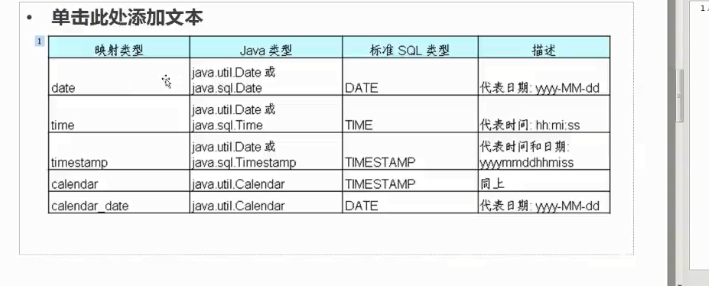 • 单击此处添加文本
1
映射类型 Java 类型 标准 SQL 类型 描述
java.util.Date 或
date java.sql.Date DATE 代表日期: yyyy-MM-dd
java.util.Date 或
time java.sql.Time TIME 代表时间: hh:mi:ss
java.util.Date 或 代表时间和日期:
timestamp java.sql.Timestamp TIMESTAMP yyyymmddhhmiss
calendar java.util.Calendar TIMESTAMP 同上
calendar_date java.util.Calendar DATE 代表日期: yyyy-MM-dd
1